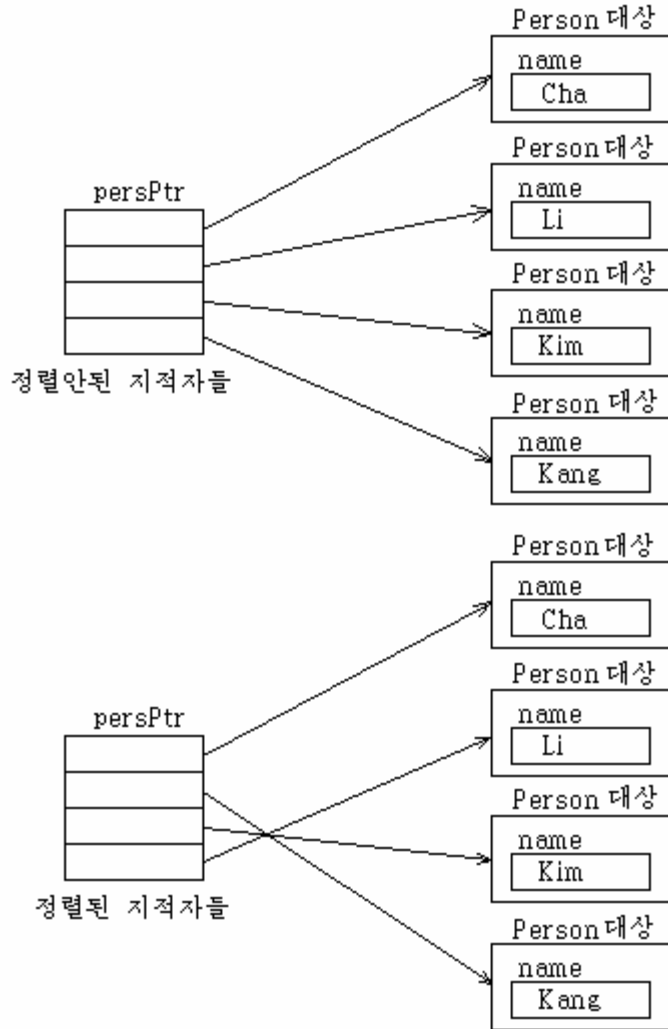 Person 대상
name
Cha
Person 대상
name
Li
persPtr
Person 대상
name
Kim
정렬안된 지적자들
Person 대상
name
Kang
Person 대상
name
Cha
Person 대상
name
Li
persPtr
Person 대상
name
Kim
정렬된 지적자들
Person 대상
name
Kang